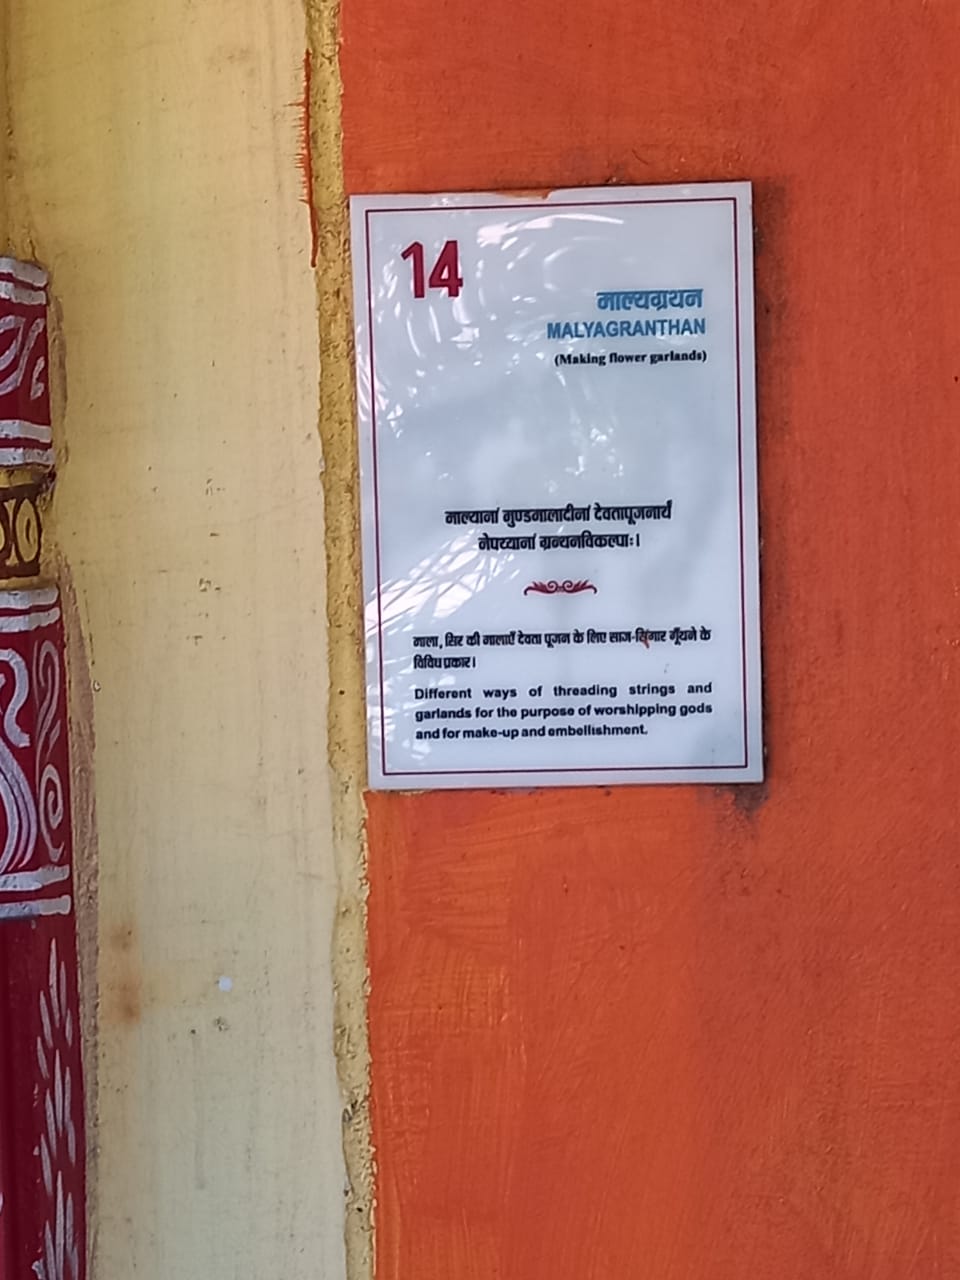 14
माल्यग्रथन
MALYAGRANTHAN
(Making flower garlands)
माल्यानां मुण्डमालादीनां देवतापूजनार्थं
नेपथ्यानां ग्रन्थनविकल्पाः।
माला, सिर की मालाएँ देवता पूजन के लिए साज-सिंगार गूँथने के
विविध प्रकार।
Different ways of threading strings and
garlands for the purpose of worshipping gods
and for make-up and embellishment.